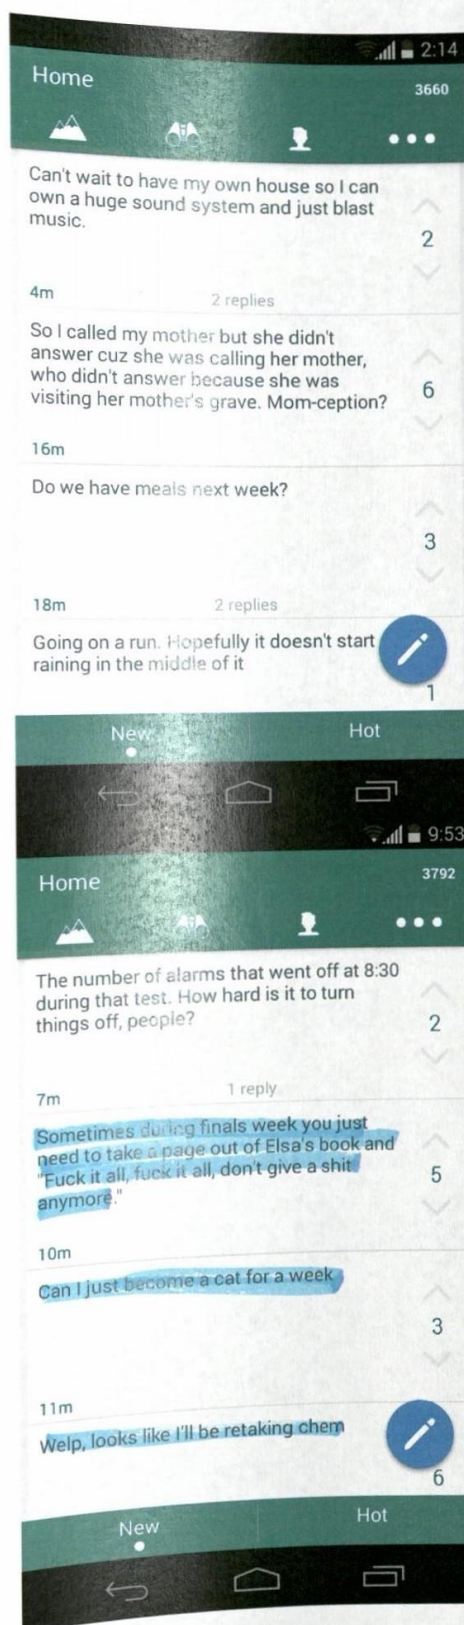 2:14
Home
3660
Can't wait to have my own house so I can
own a huge sound system and just blast
music.
2
4m
2 replies
So I called my mother but she didn't
answer cuz she was calling her mother,
who didn't answer because she was
visiting her mother's grave. Mom-ception?
6
16m
Do we have meals next week?
3
18m
2 replies
Going on a run. Hopefully it doesn't start
raining in the middle of it
1
New
Hot
9:53
Home
3792
The number of alarms that went off at 8:30
during that test. How hard is it to turn
things off, people?
2
7m
1 reply
Sometimes during finals week you just
need to take a page out of Elsa's book and
"Fuck it all, fuck it all, don't give a shit
anymore."
5
10m
Can I just become a cat for a week
3
11m
Welp, looks like I'll be retaking chem
6
New
Hot